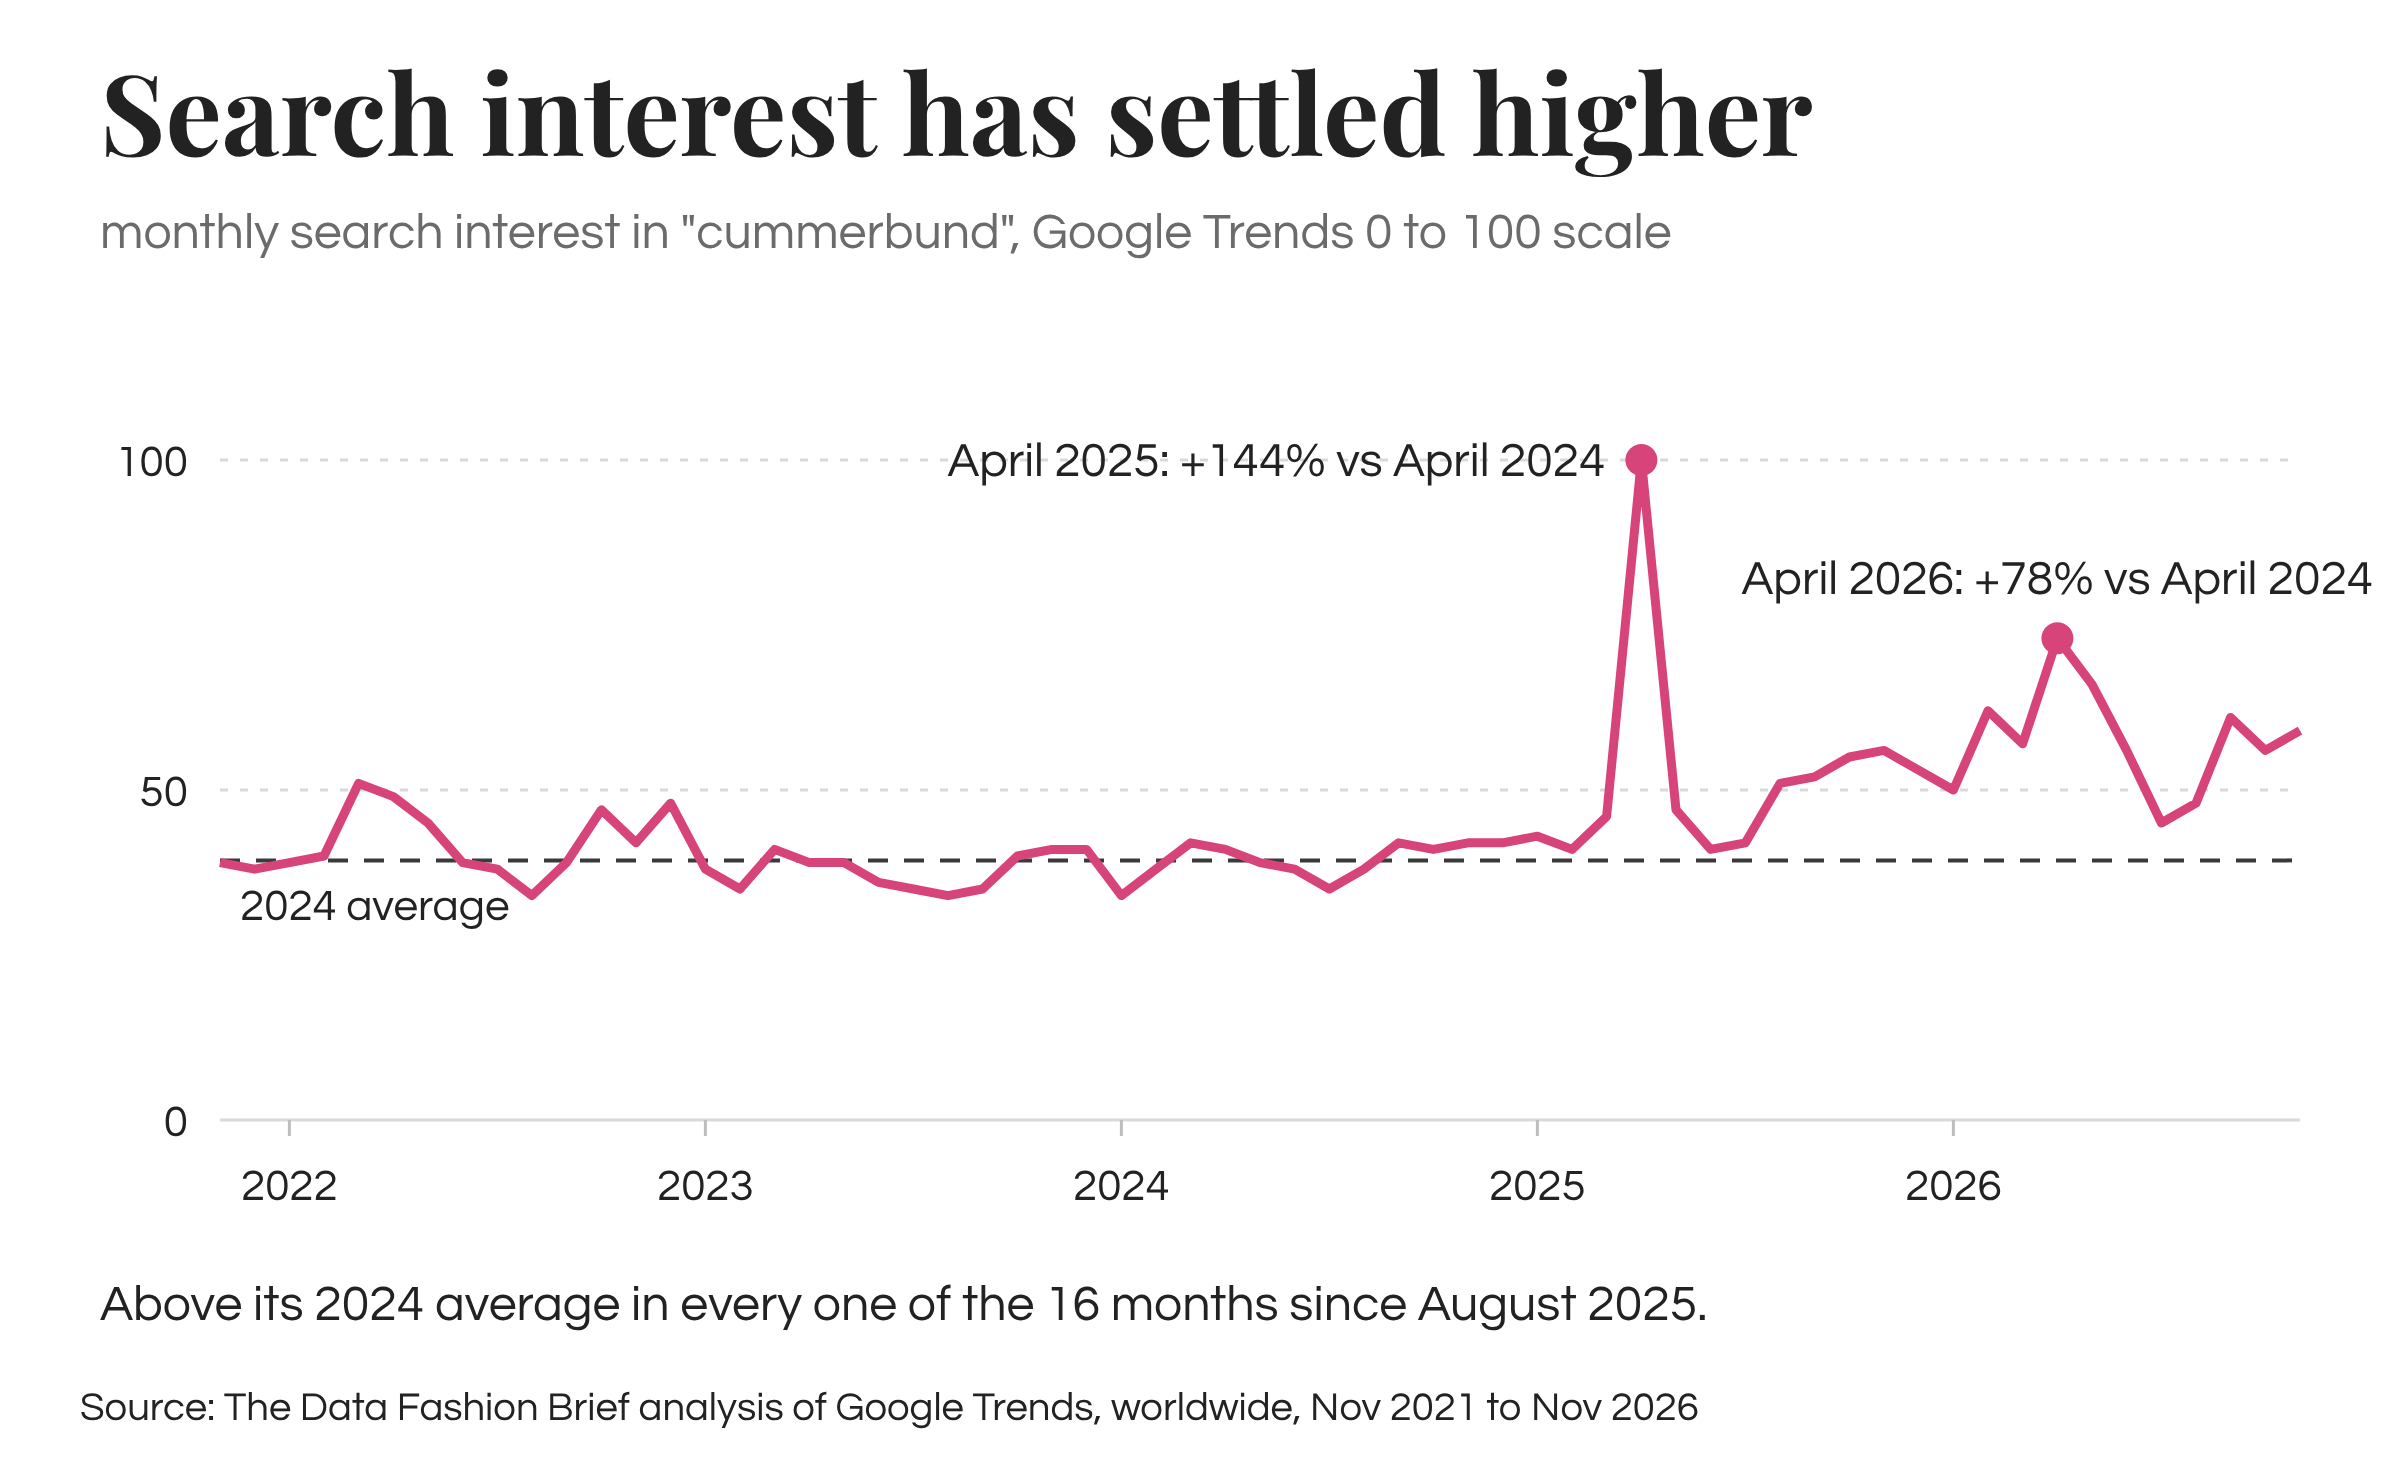 Search interest has settled higher
monthly search interest in "cummerbund", Google Trends 0 to 100 scale
100
April 2025: +144% vs April 2024
April 2026: +78% vs April 2024
50
2024 average
0
2022
2023
2024
2025
2026
Above its 2024 average in every one of the 16 months since August 2025.
Source: The Data Fashion Brief analysis of Google Trends, worldwide, Nov 2021 to Nov 2026